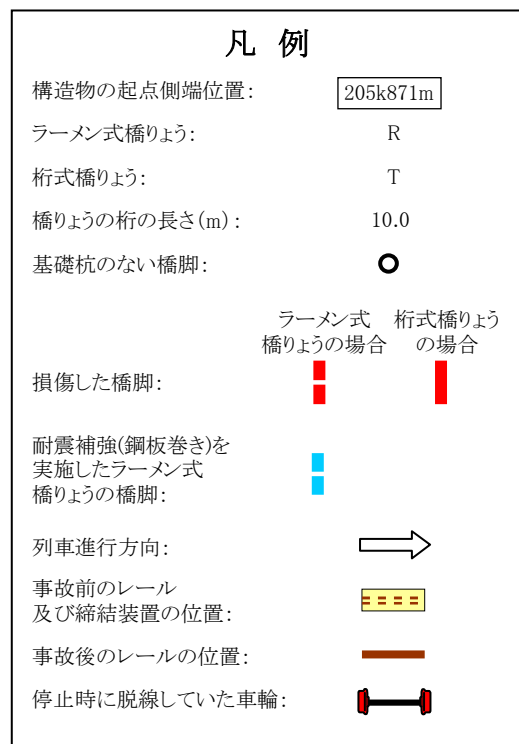 凡 例
構造物の起点側端位置: 205k871m
ラーメン式橋りょう: R
桁式橋りょう: T
橋りょうの桁の長さ(m): 10.0
基礎杭のない橋脚:
ラーメン式 桁式橋りょう
橋りょうの場合 の場合
損傷した橋脚:
耐震補強(鋼板巻き)を
実施したラーメン式
橋りょうの橋脚:
列車進行方向:
事故前のレール
及び締結装置の位置:
事故後のレールの位置:
停止時に脱線していた車輪: